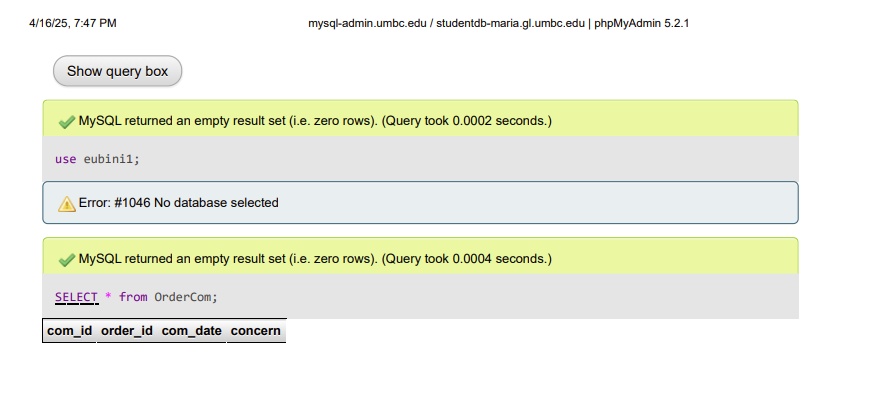 4/16/25, 7:47 PM mysql-admin.umbc.edu / studentdb-maria.gl.umbc.edu | phpMyAdmin 5.2.1
Show query box
MySQL returned an empty result set (i.e. zero rows). (Query took 0.0002 seconds.)
use eubini1;
Error: #1046 No database selected
MySQL returned an empty result set (i.e. zero rows). (Query took 0.0004 seconds.)
SELECT * from OrderCom;
com_id order_id com_date concern